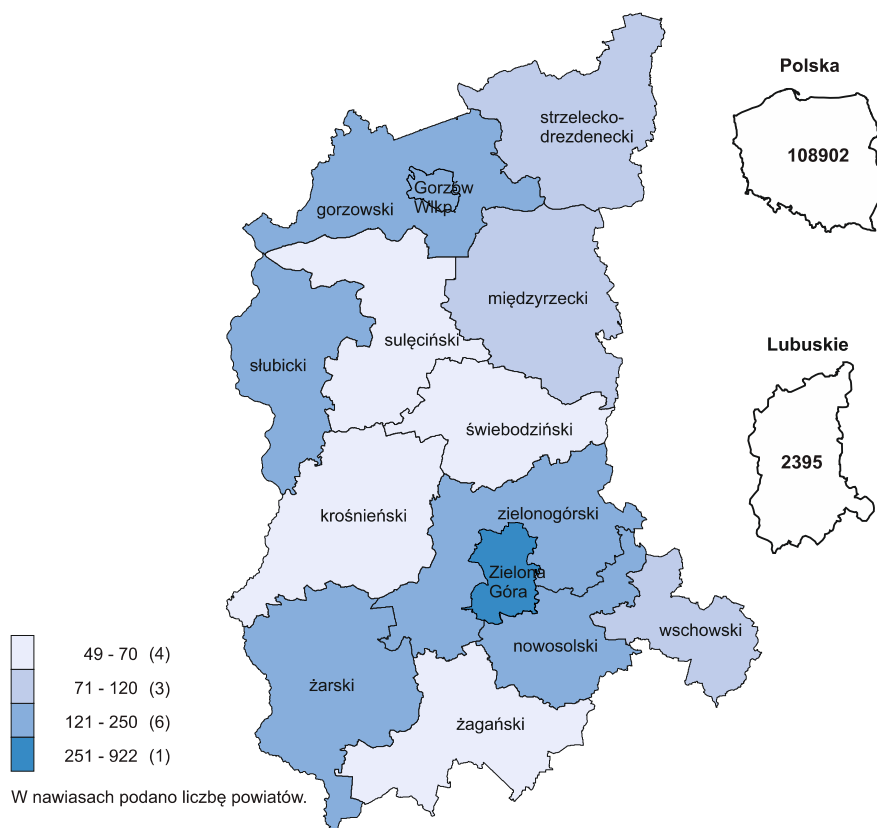 Polska
108902
strzelecko-
drezdenecki
Gorzów
Wlkp.
gorzowski
międzyrzecki
sulęciński
słubicki
Lubuskie
2395
świebodziński
krośnieński
zielonogórski
Zielona
Góra
wschowski
nowosolski
żarski
żagański
49 - 70 (4)
71 - 120 (3)
121 - 250 (6)
251 - 922 (1)
W nawiasach podano liczbę powiatów.